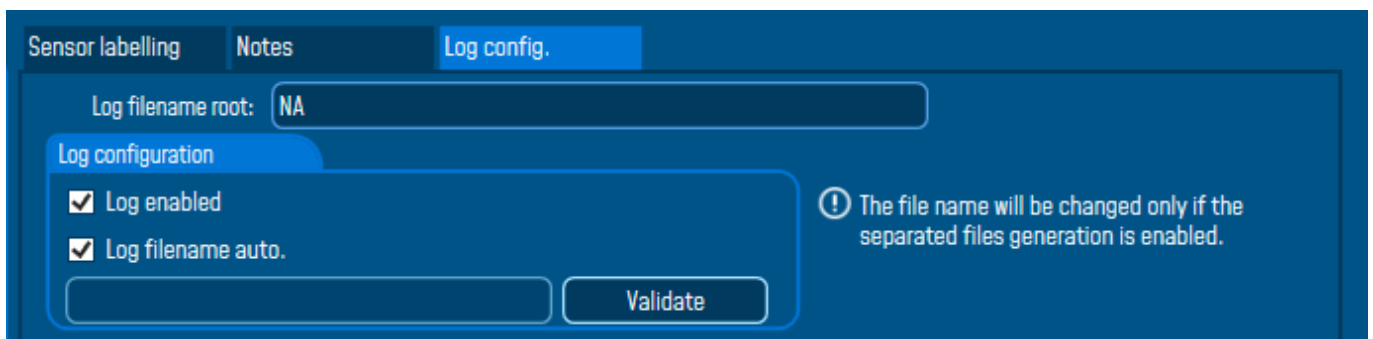 Sensor labelling Notes Log config.
Log filename root: NA
Log configuration
Log enabled
Log filename auto.
Validate
The file name will be changed only if the
separated files generation is enabled.